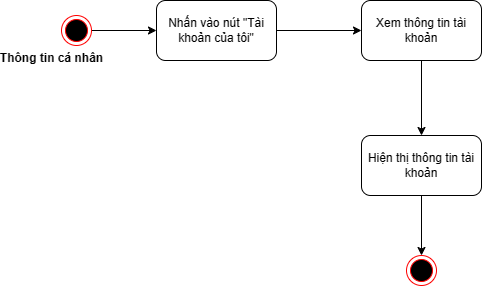 Nhấn vào nút "Tài
khoản của tôi"
Xem thông tin tài
khoản
Thông tin cá nhân
Hiện thị thông tin tài
khoản